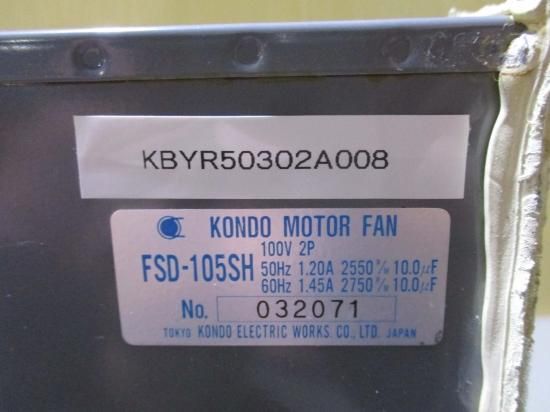 KBYR50302A008
KONDO MOTOR FAN
100V 2P
FSD-105SH 50Hz 1.20A 2550 r/m 10.0μF
60Hz 1.45A 2750 r/m 10.0μF
No. 032071
TOKYO KONDO ELECTRIC WORKS. CO., LTD. JAPAN